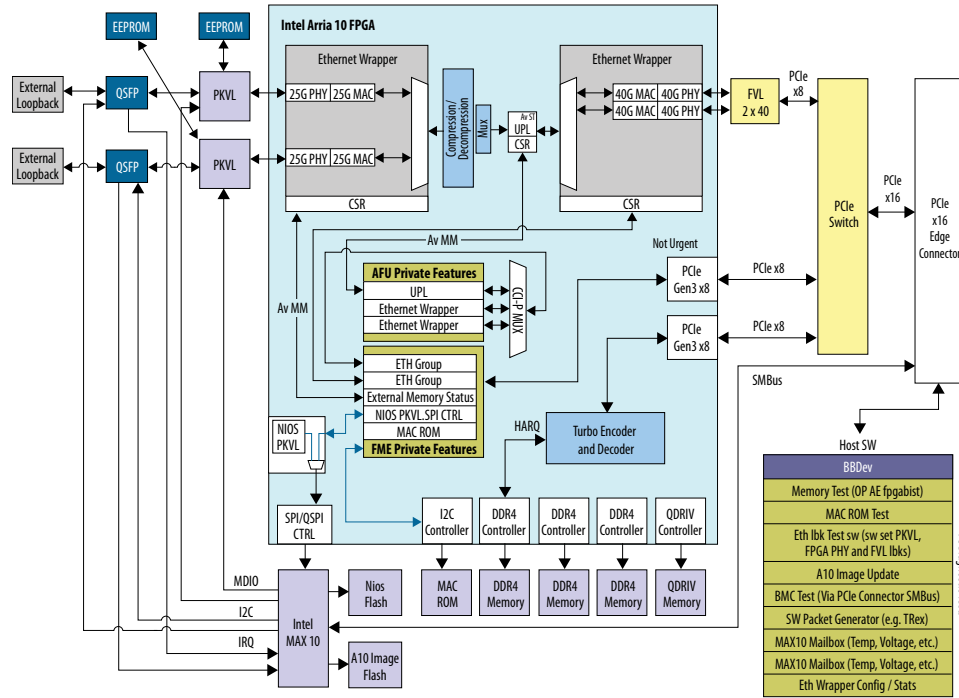 EEPROM
EEPROM
Intel Arria 10 FPGA
Ethernet Wrapper
Ethernet Wrapper
External
Loopback
QSFP
PKVL
25G PHY
25G MAC
Compression/
Decompression
Mux
Av ST
UPL
CSR
40G MAC
40G PHY
40G MAC
40G PHY
FVL
2 x 40
PCIe
x8
External
Loopback
QSFP
PKVL
25G PHY
25G MAC
CSR
CSR
PCIe
Switch
PCIe
x16
PCIe
x16
Edge
Connector
Av MM
Not Urgent
AFU Private Features
UPL
Ethernet Wrapper
Ethernet Wrapper
CCI-P MUX
PCIe
Gen3 x8
PCIe x8
Av MM
PCIe
Gen3 x8
PCIe x8
ETH Group
ETH Group
External Memory Status
NIOS PKVL.SPI CTRL
MAC ROM
FME Private Features
SMBus
NIOS
PKVL
HARQ
Turbo Encoder
and Decoder
Host SW
BBDev
Memory Test (OP AE fpgabist)
MAC ROM Test
Eth lbk Test sw (sw set PKVL,
FPGA PHY and FVL lbks)
A10 Image Update
BMC Test (Via PCIe Connector SMBus)
SW Packet Generator (e.g. TRex)
MAX10 Mailbox (Temp, Voltage, etc.)
MAX10 Mailbox (Temp, Voltage, etc.)
Eth Wrapper Config / Stats
SPI/QSPI
CTRL
I2C
Controller
DDR4
Controller
DDR4
Controller
DDR4
Controller
QDRIV
Controller
MDIO
I2C
IRQ
Intel
MAX 10
Nios
Flash
MAC
ROM
DDR4
Memory
DDR4
Memory
DDR4
Memory
QDRIV
Memory
A10 Image
Flash